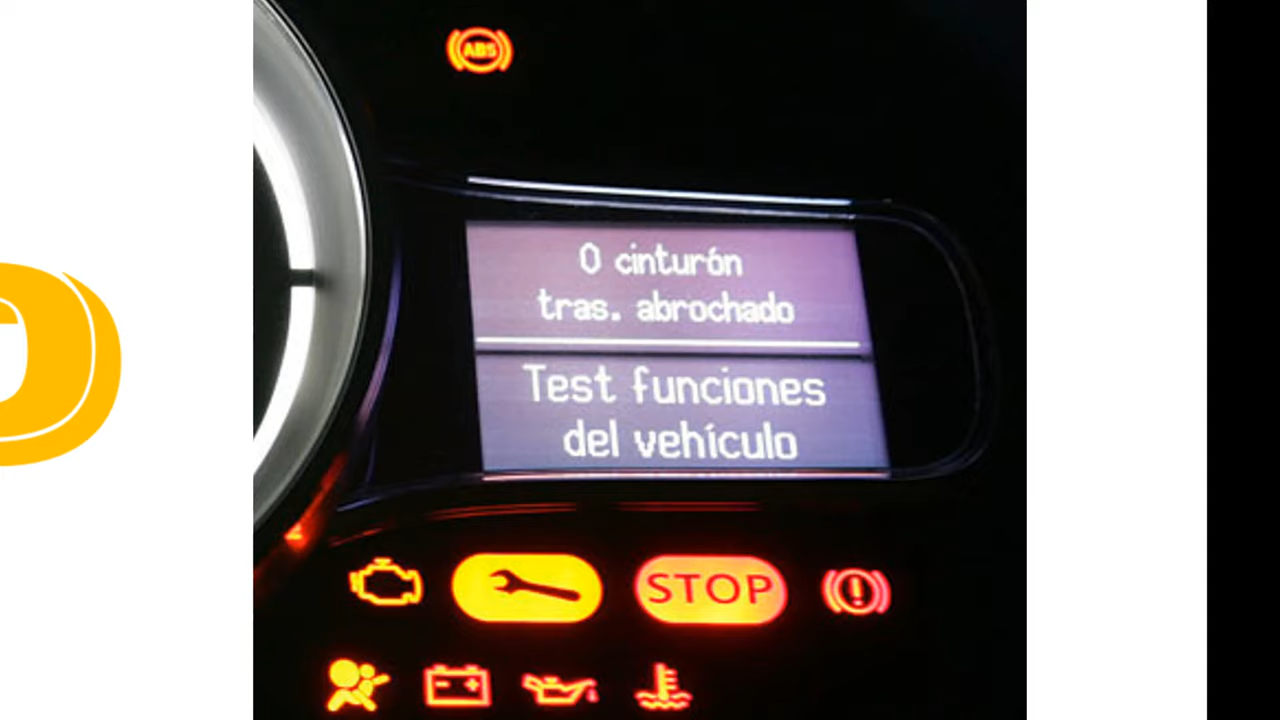 ABS
0 cinturón
tras. abrochado
Test funciones
del vehículo
STOP